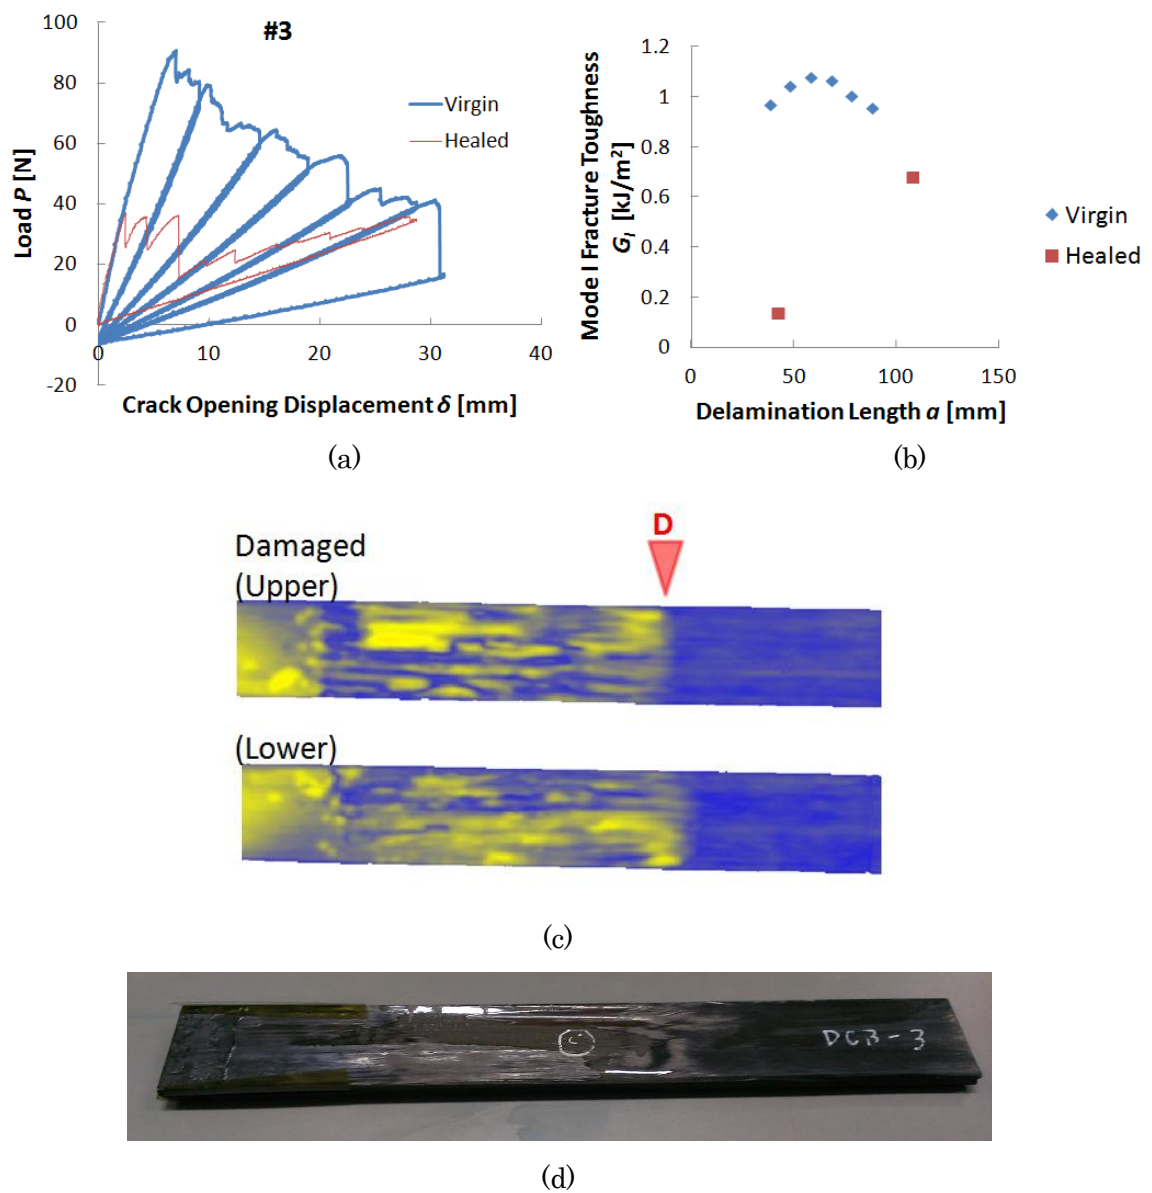 #3
100
80
60
40
20
0
-20
0
10
20
30
40
Load P [N]
Crack Opening Displacement δ [mm]
Virgin
Healed
(a)
1.2
1
0.8
0.6
0.4
0.2
0
0
50
100
150
Mode I Fracture Toughness
G_I [kJ/m²]
Delamination Length a [mm]
Virgin
Healed
(b)
D
Damaged
(Upper)
(Lower)
(c)
DCB-3
(d)